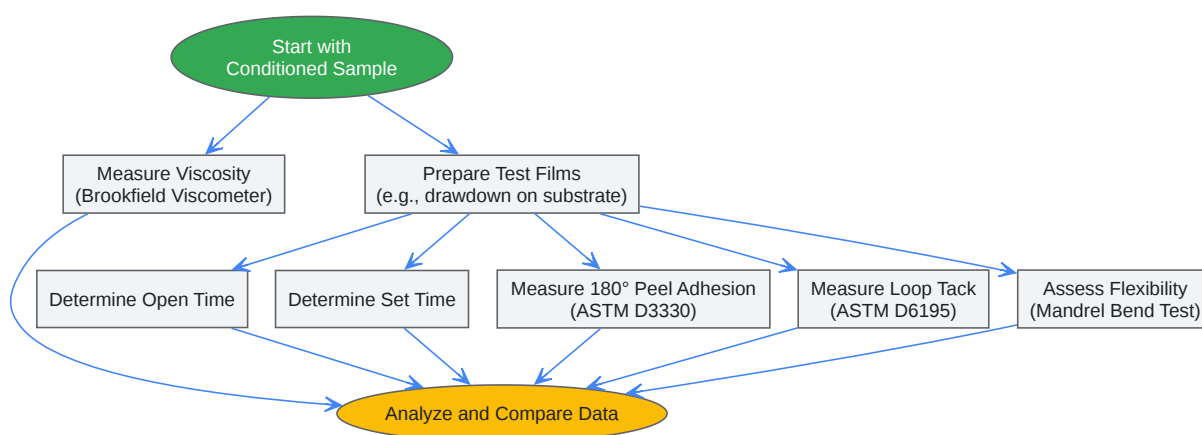 Start with
Conditioned Sample
Measure Viscosity
(Brookfield Viscometer)
Prepare Test Films
(e.g., drawdown on substrate)
Determine Open Time
Determine Set Time
Measure 180° Peel Adhesion
(ASTM D3330)
Measure Loop Tack
(ASTM D6195)
Assess Flexibility
(Mandrel Bend Test)
Analyze and Compare Data